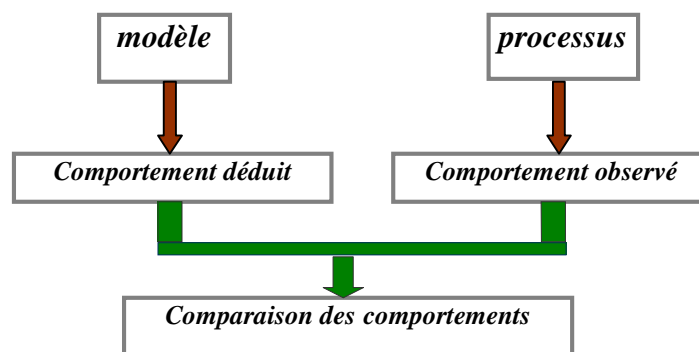 modèle
processus
Comportement déduit
Comportement observé
Comparaison des comportements